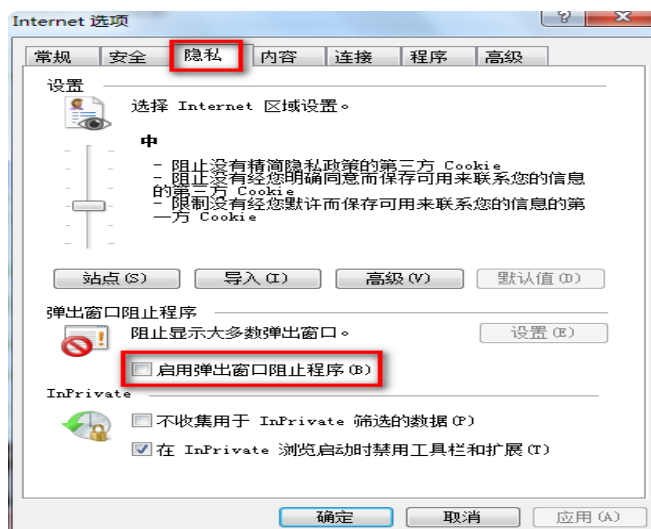 Internet 选项
常规 安全 隐私 内容 连接 程序 高级
设置
选择 Internet 区域设置。
中
- 阻止没有精简隐私政策的第三方 Cookie
- 阻止没有经您明确同意而保存可用来联系您的信息
的第三方 Cookie
- 限制没有经您默许而保存可用来联系您的信息的第
一方 Cookie
站点(S) 导入(I) 高级(V) 默认值(D)
弹出窗口阻止程序
阻止显示大多数弹出窗口。 设置(E)
启用弹出窗口阻止程序(B)
InPrivate
不收集用于 InPrivate 筛选的数据(P)
在 InPrivate 浏览启动时禁用工具栏和扩展(T)
确定 取消 应用(A)